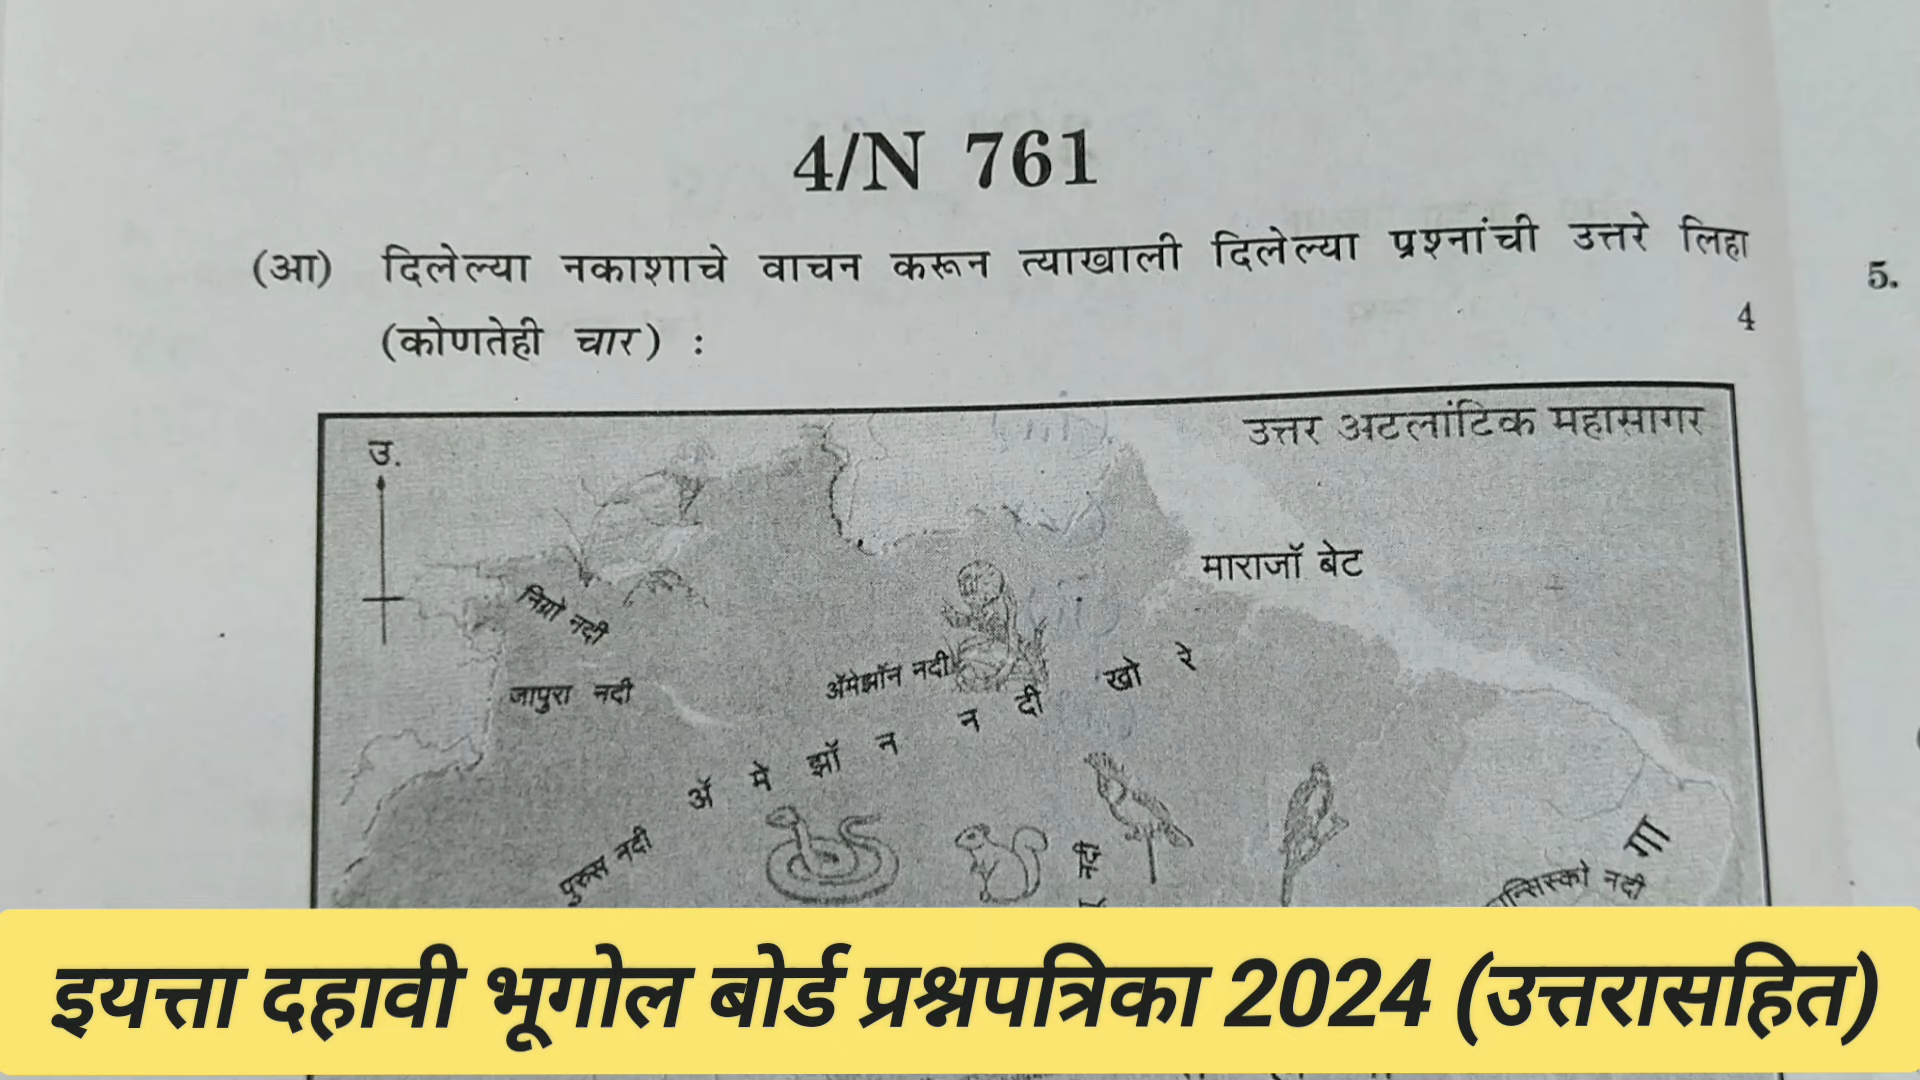 4/N 761
(आ) दिलेल्या नकाशाचे वाचन करून त्याखाली दिलेल्या प्रश्नांची उत्तरे लिहा
5.
(कोणतेही चार) :
4
उत्तर अटलांटिक महासागर
उ.
माराजॉ बेट
निग्रो नदी
जापुरा नदी
ॲमेझॉन नदी
ॲ मे झॉ न न दी खो रे
पुरुस नदी
नदी
गा
न्सिस्को नदी
इयत्ता दहावी भूगोल बोर्ड प्रश्नपत्रिका 2024 (उत्तरासहित)